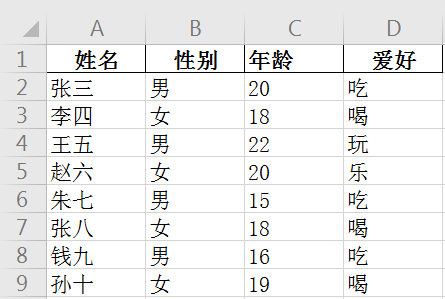 A B C D
1 姓名 性别 年龄 爱好
2 张三 男 20 吃
3 李四 女 18 喝
4 王五 男 22 玩
5 赵六 女 20 乐
6 朱七 男 15 吃
7 张八 女 18 喝
8 钱九 男 16 吃
9 孙十 女 19 喝